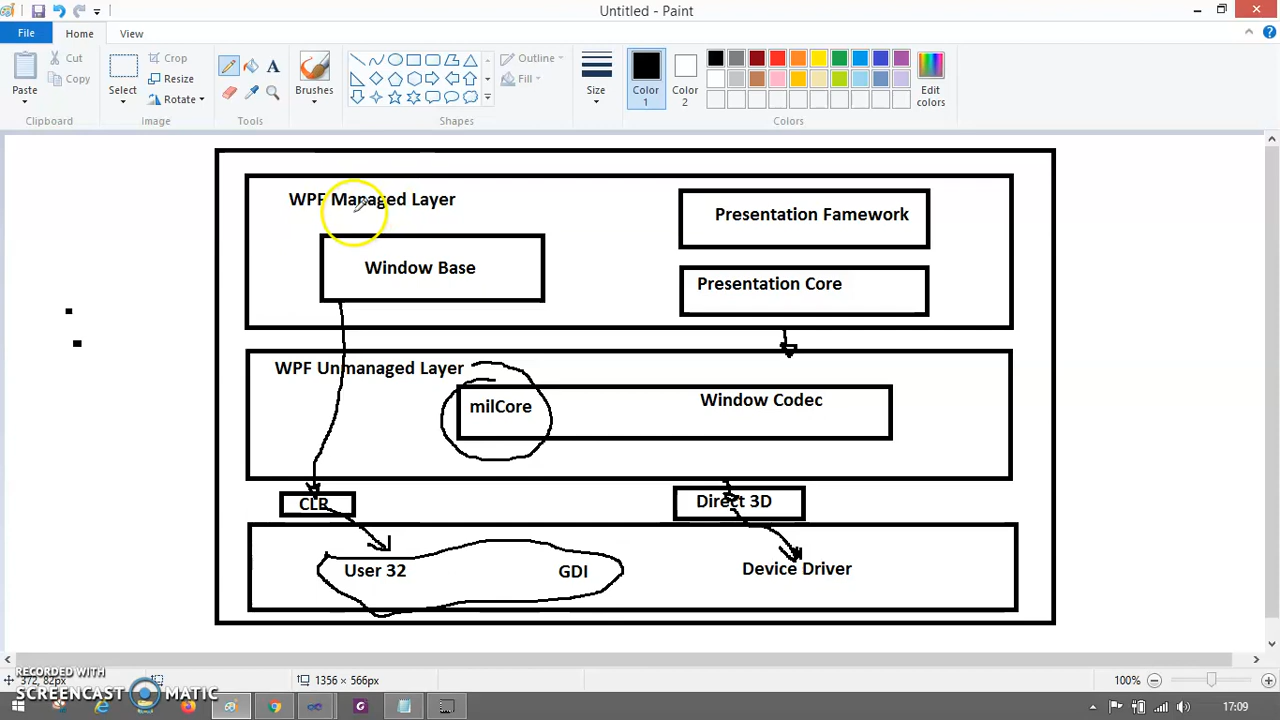 Untitled - Paint
File
Home
View
Paste
Cut
Copy
Clipboard
Select
Crop
Resize
Rotate
Image
Tools
Brushes
Shapes
Outline
Fill
Size
Color 1
Color 2
Edit colors
Colors
WPF Managed Layer
Presentation Famework
Window Base
Presentation Core
WPF Unmanaged Layer
milCore
Window Codec
CLR
Direct 3D
User 32
GDI
Device Driver
RECORDED WITH
SCREENCAST MATIC
372, 82px
1356 × 566px
100%
17:09